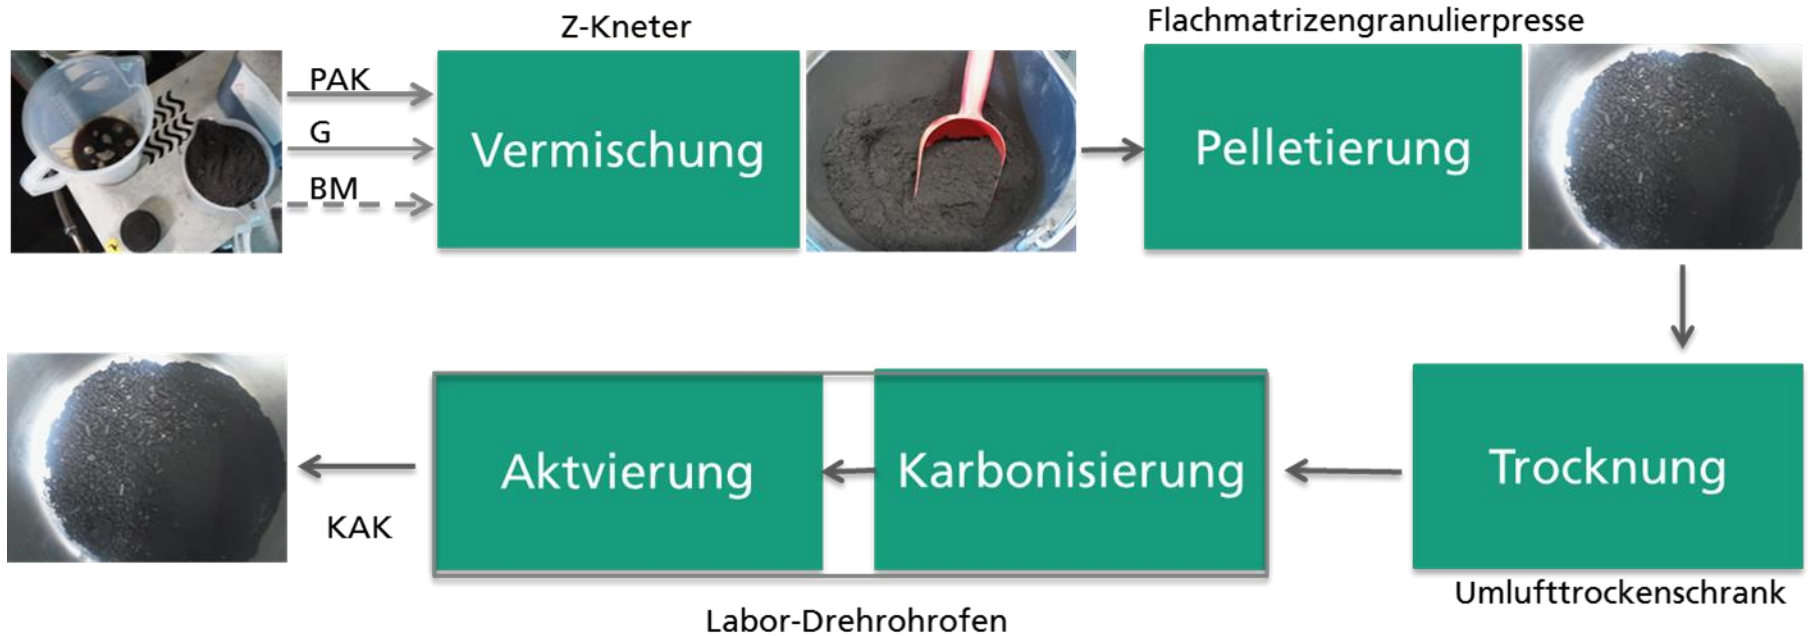 Z-Kneter
Flachmatrizengranulierpresse
PAK
G
BM
Vermischung
Pelletierung
Aktvierung
Karbonisierung
Trocknung
KAK
Umlufttrockenschrank
Labor-Drehrohrofen